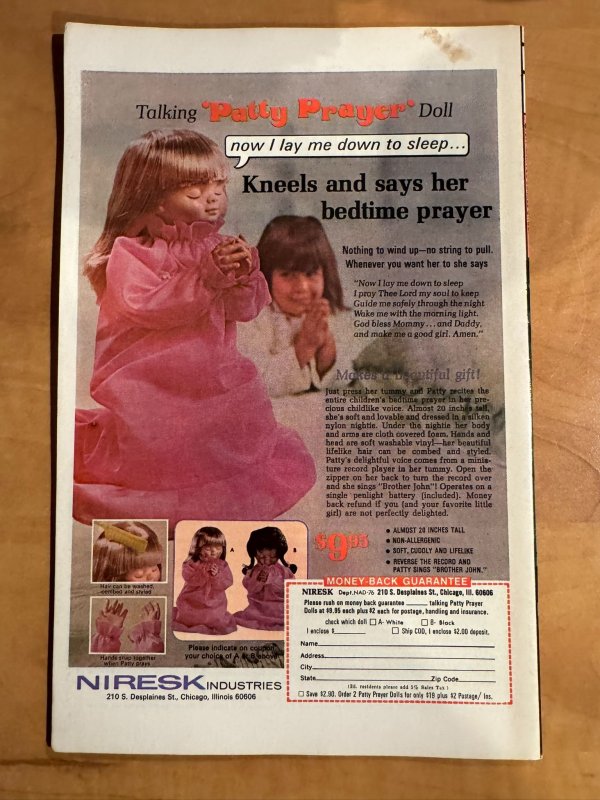 Talking "Patty Prayer" Doll
now I lay me down to sleep...
Kneels and says her
bedtime prayer
Nothing to wind up—no string to pull.
Whenever you want her to she says
"Now I lay me down to sleep
I pray Thee Lord my soul to keep
Guide me safely through the night
Wake me with the morning light.
God bless Mommy...and Daddy,
and make me a good girl. Amen."
Makes a beautiful gift!
Just press her tummy and Patty recites the
entire children's bedtime prayer in her pre-
cious childlike voice. Almost 20 inches tall,
she's soft and lovable and dressed in a silken
nylon nightie. Under the nightie her body
and arms are cloth covered foam. Hands and
head are soft washable vinyl—her beautiful
lifelike hair can be combed and styled.
Patty's delightful voice comes from a minia-
ture record player in her tummy. Open the
zipper on her back to turn the record over
and she sings "Brother John"! Operates on a
single penlight battery (included). Money
back refund if you (and your favorite little
girl) are not perfectly delighted.
$9.95
• ALMOST 20 INCHES TALL
• NON-ALLERGENIC
• SOFT, CUDDLY AND LIFELIKE
• REVERSE THE RECORD AND
PATTY SINGS "BROTHER JOHN."
Hair can be washed,
combed and styled
Hands snap together
when Patty prays
A
B
Please indicate on coupon
your choice of A or B above
NIRESK INDUSTRIES
210 S. Desplaines St., Chicago, Illinois 60606
MONEY-BACK GUARANTEE
NIRESK Dept. NAD-76 210 S. Desplaines St., Chicago, Ill. 60606
Please rush on money back guarantee ______ talking Patty Prayer
Dolls at $9.95 each plus $2 each for postage, handling and insurance.
check which doll □ A- White □ B- Black
I enclose $______ □ Ship COD, I enclose $2.00 deposit.
Name
Address
City
State Zip Code
(Ill. residents please add 5% Sales Tax)
□ Save $2.90. Order 2 Patty Prayer Dolls for only $19 plus $2 Postage/ Ins.